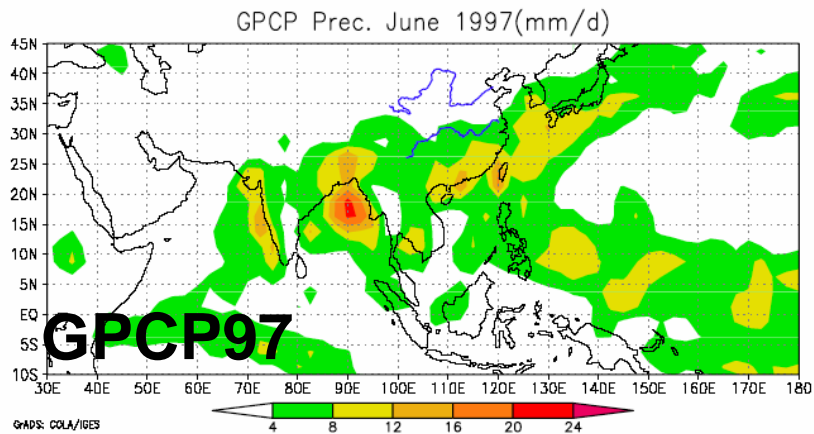 GPCP Prec. June 1997(mm/d)
45N
40N
35N
30N
25N
20N
15N
10N
5N
EQ
5S
10S
GPCP97
30E 40E 50E 60E 70E 80E 90E 100E 110E 120E 130E 140E 150E 160E 170E 180
4 8 12 16 20 24
GrADS: COLA/IGES